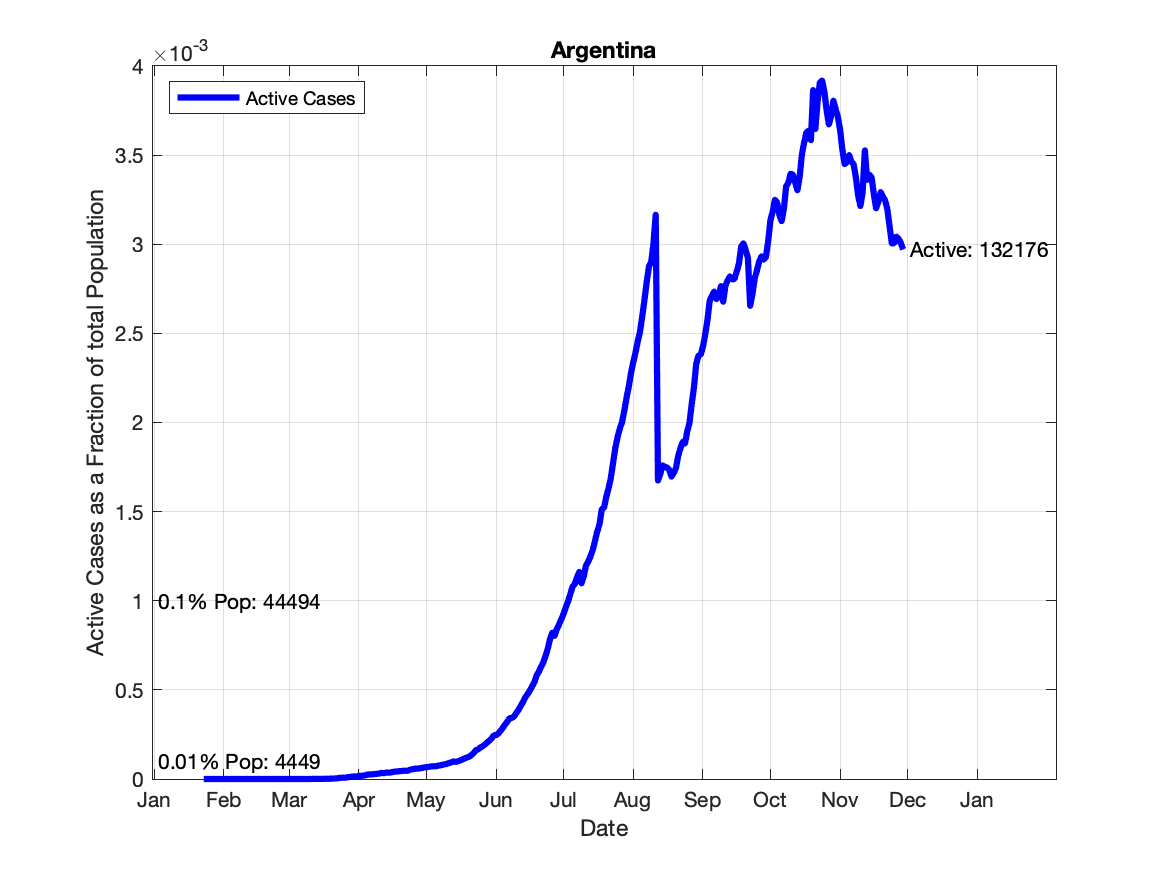 Argentina
×10-3
4
3.5
3
2.5
2
1.5
1
0.5
0
Active Cases as a Fraction of total Population
Active Cases
Active: 132176
0.1% Pop: 44494
0.01% Pop: 4449
Jan Feb Mar Apr May Jun Jul Aug Sep Oct Nov Dec Jan
Date